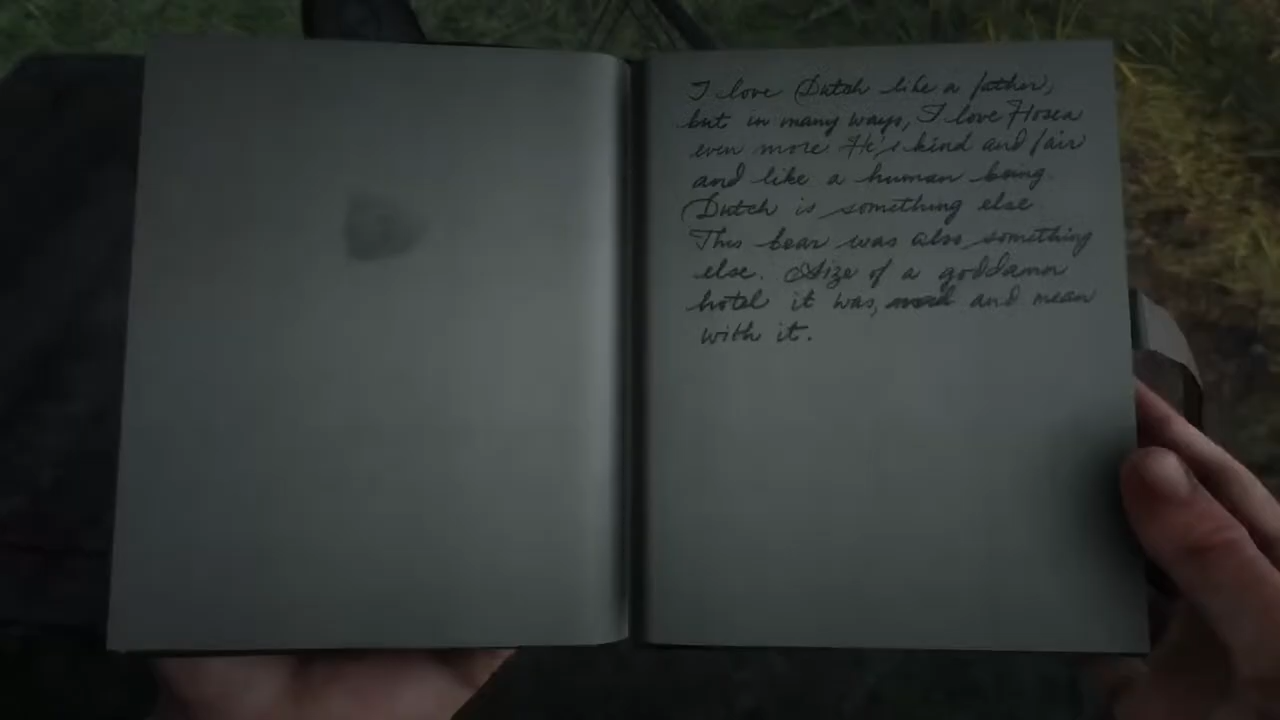 I love Dutch like a father,
but in many ways, I love Hosea
even more He's kind and fair
and like a human being.
Dutch is something else
This bear was also something
else. Size of a goddamn
hotel it was, and mean
with it.